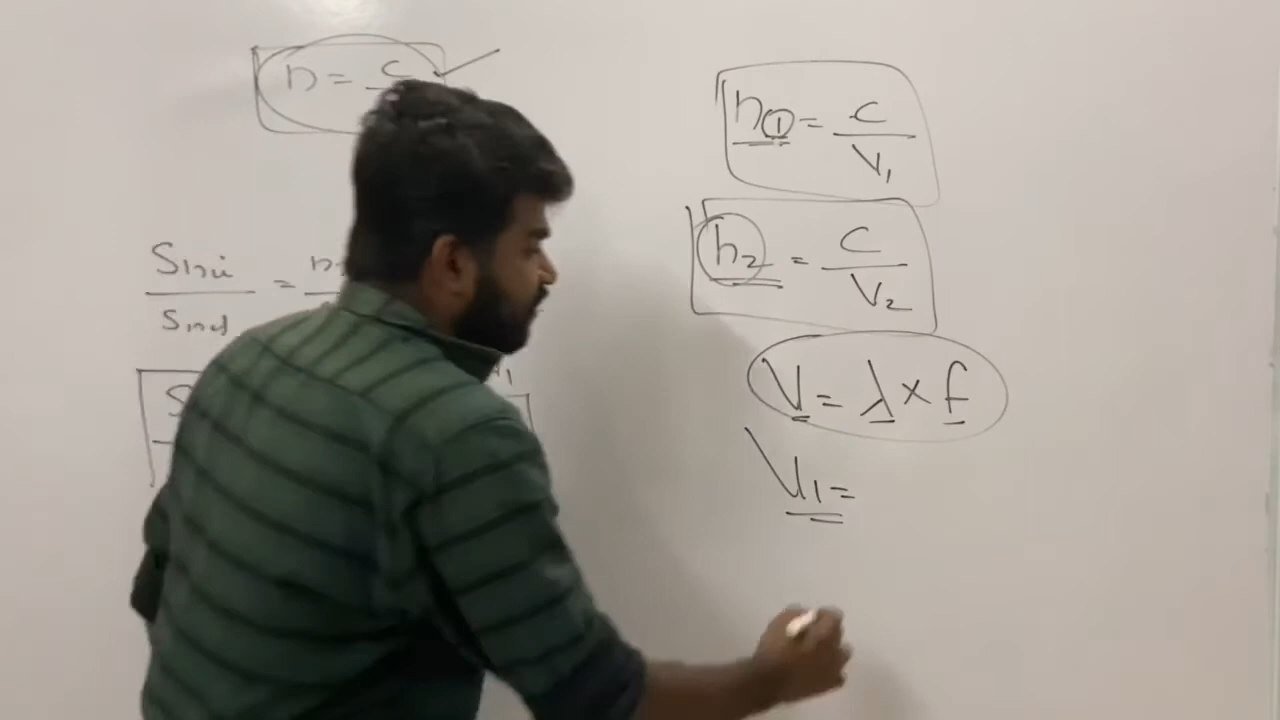 n = c
Sin i = n
Sin r
n1 = c / V1
n2 = c / V2
V = λ × f
V1 =